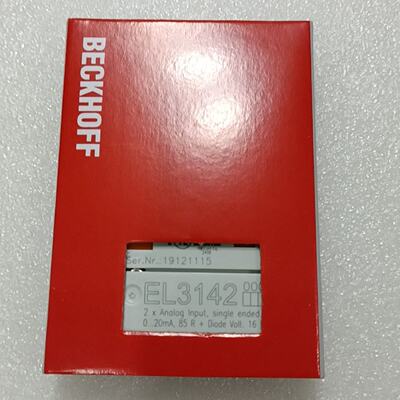 BECKHOFF
Ser.Nr.:19121115
EL3142
2 x Analog Input, single ended
0...20mA, 85 R + Diode Volt. 16